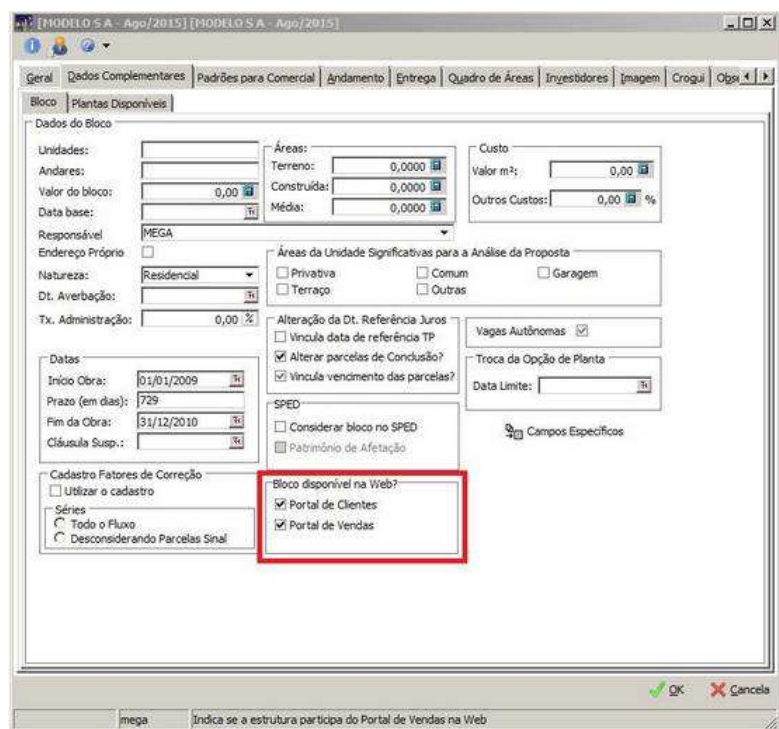 [MODELO S A - Ago/2015] [MODELO S A - Ago/2015]
Geral Dados Complementares Padrões para Comercial Andamento Entrega Quadro de Áreas Investidores Imagem Croqui
Bloco Plantas Disponíveis
Dados do Bloco
Unidades:
Andares:
Valor do bloco: 0,00
Data base:
Áreas:
Terreno: 0,0000
Construída: 0,0000
Média: 0,0000
Custo
Valor m²: 0,00
Outros Custos: 0,00 %
Responsável MEGA
Endereço Próprio
Natureza: Residencial
Dt. Averbação:
Tx. Administração: 0,00 %
Áreas da Unidade Significativas para a Análise da Proposta
Privativa Comum Garagem
Terraço Outras
Alteração da Dt. Referência Juros
Vincula data de referência TP
Alterar parcelas de Conclusão?
Vincula vencimento das parcelas?
Vagas Autônomas
Troca da Opção de Planta
Data Limite:
Datas
Início Obra: 01/01/2009
Prazo (em dias): 729
Fim da Obra: 31/12/2010
Cláusula Susp.:
SPED
Considerar bloco no SPED
Patrimônio de Afetação
Campos Específicos
Cadastro Fatores de Correção
Utilizar o cadastro
Séries
Todo o Fluxo
Desconsiderando Parcelas Sinal
Bloco disponível na Web?
Portal de Clientes
Portal de Vendas
OK Cancela
mega Indica se a estrutura participa do Portal de Vendas na Web